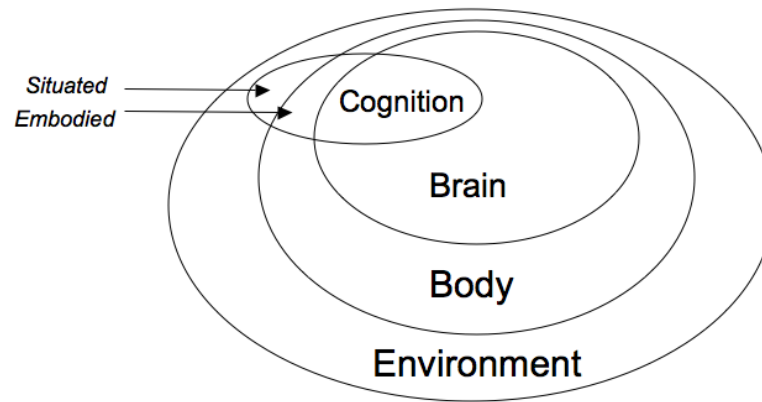 Situated
Embodied
Cognition
Brain
Body
Environment